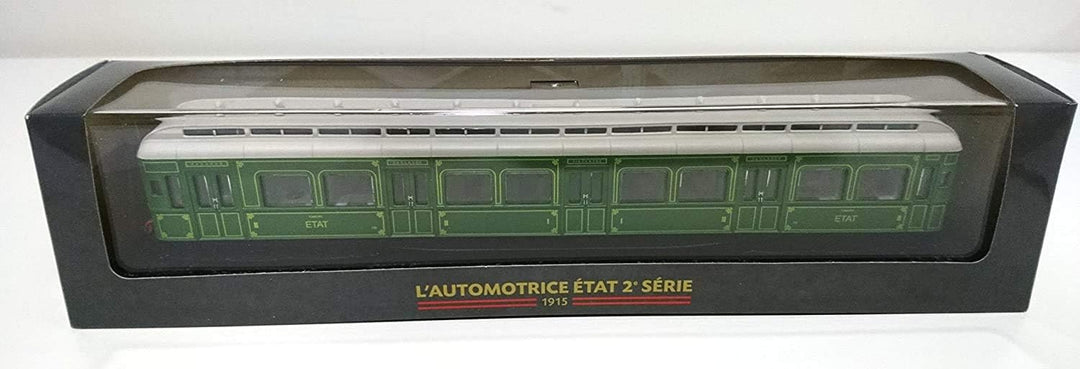 ETAT
ETAT
L'AUTOMOTRICE ÉTAT 2e SÉRIE
1915